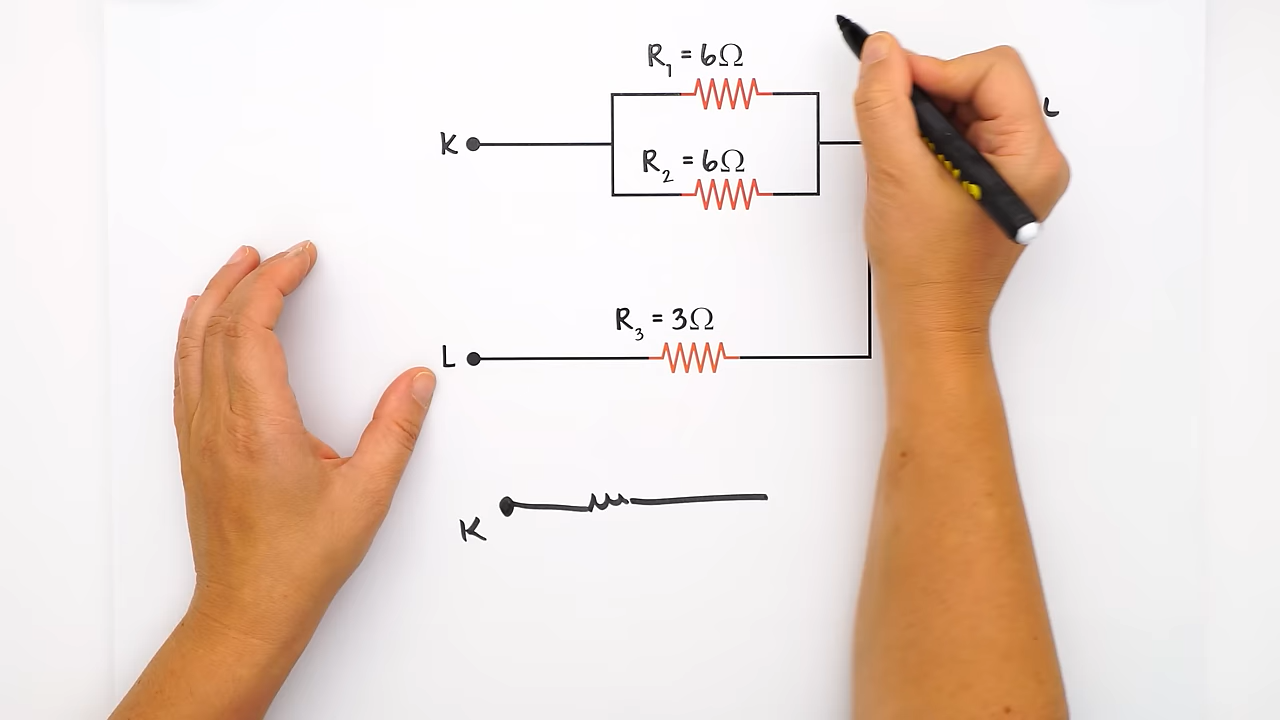 R₁ = 6Ω
L
K
R₂ = 6Ω
R₃ = 3Ω
L
K